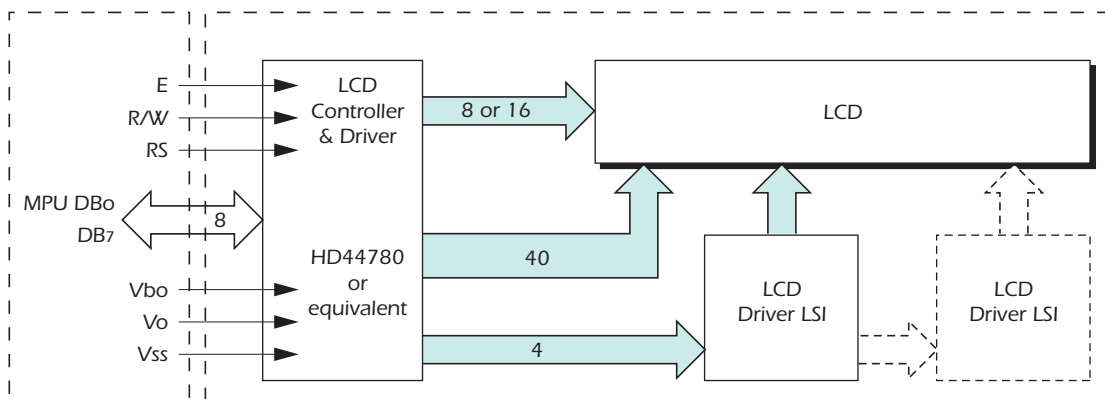 E
R/W
RS
MPU DB0
DB7
8
Vbo
Vo
Vss
LCD
Controller
& Driver
HD44780
or
equivalent
8 or 16
40
4
LCD
LCD
Driver LSI
LCD
Driver LSI